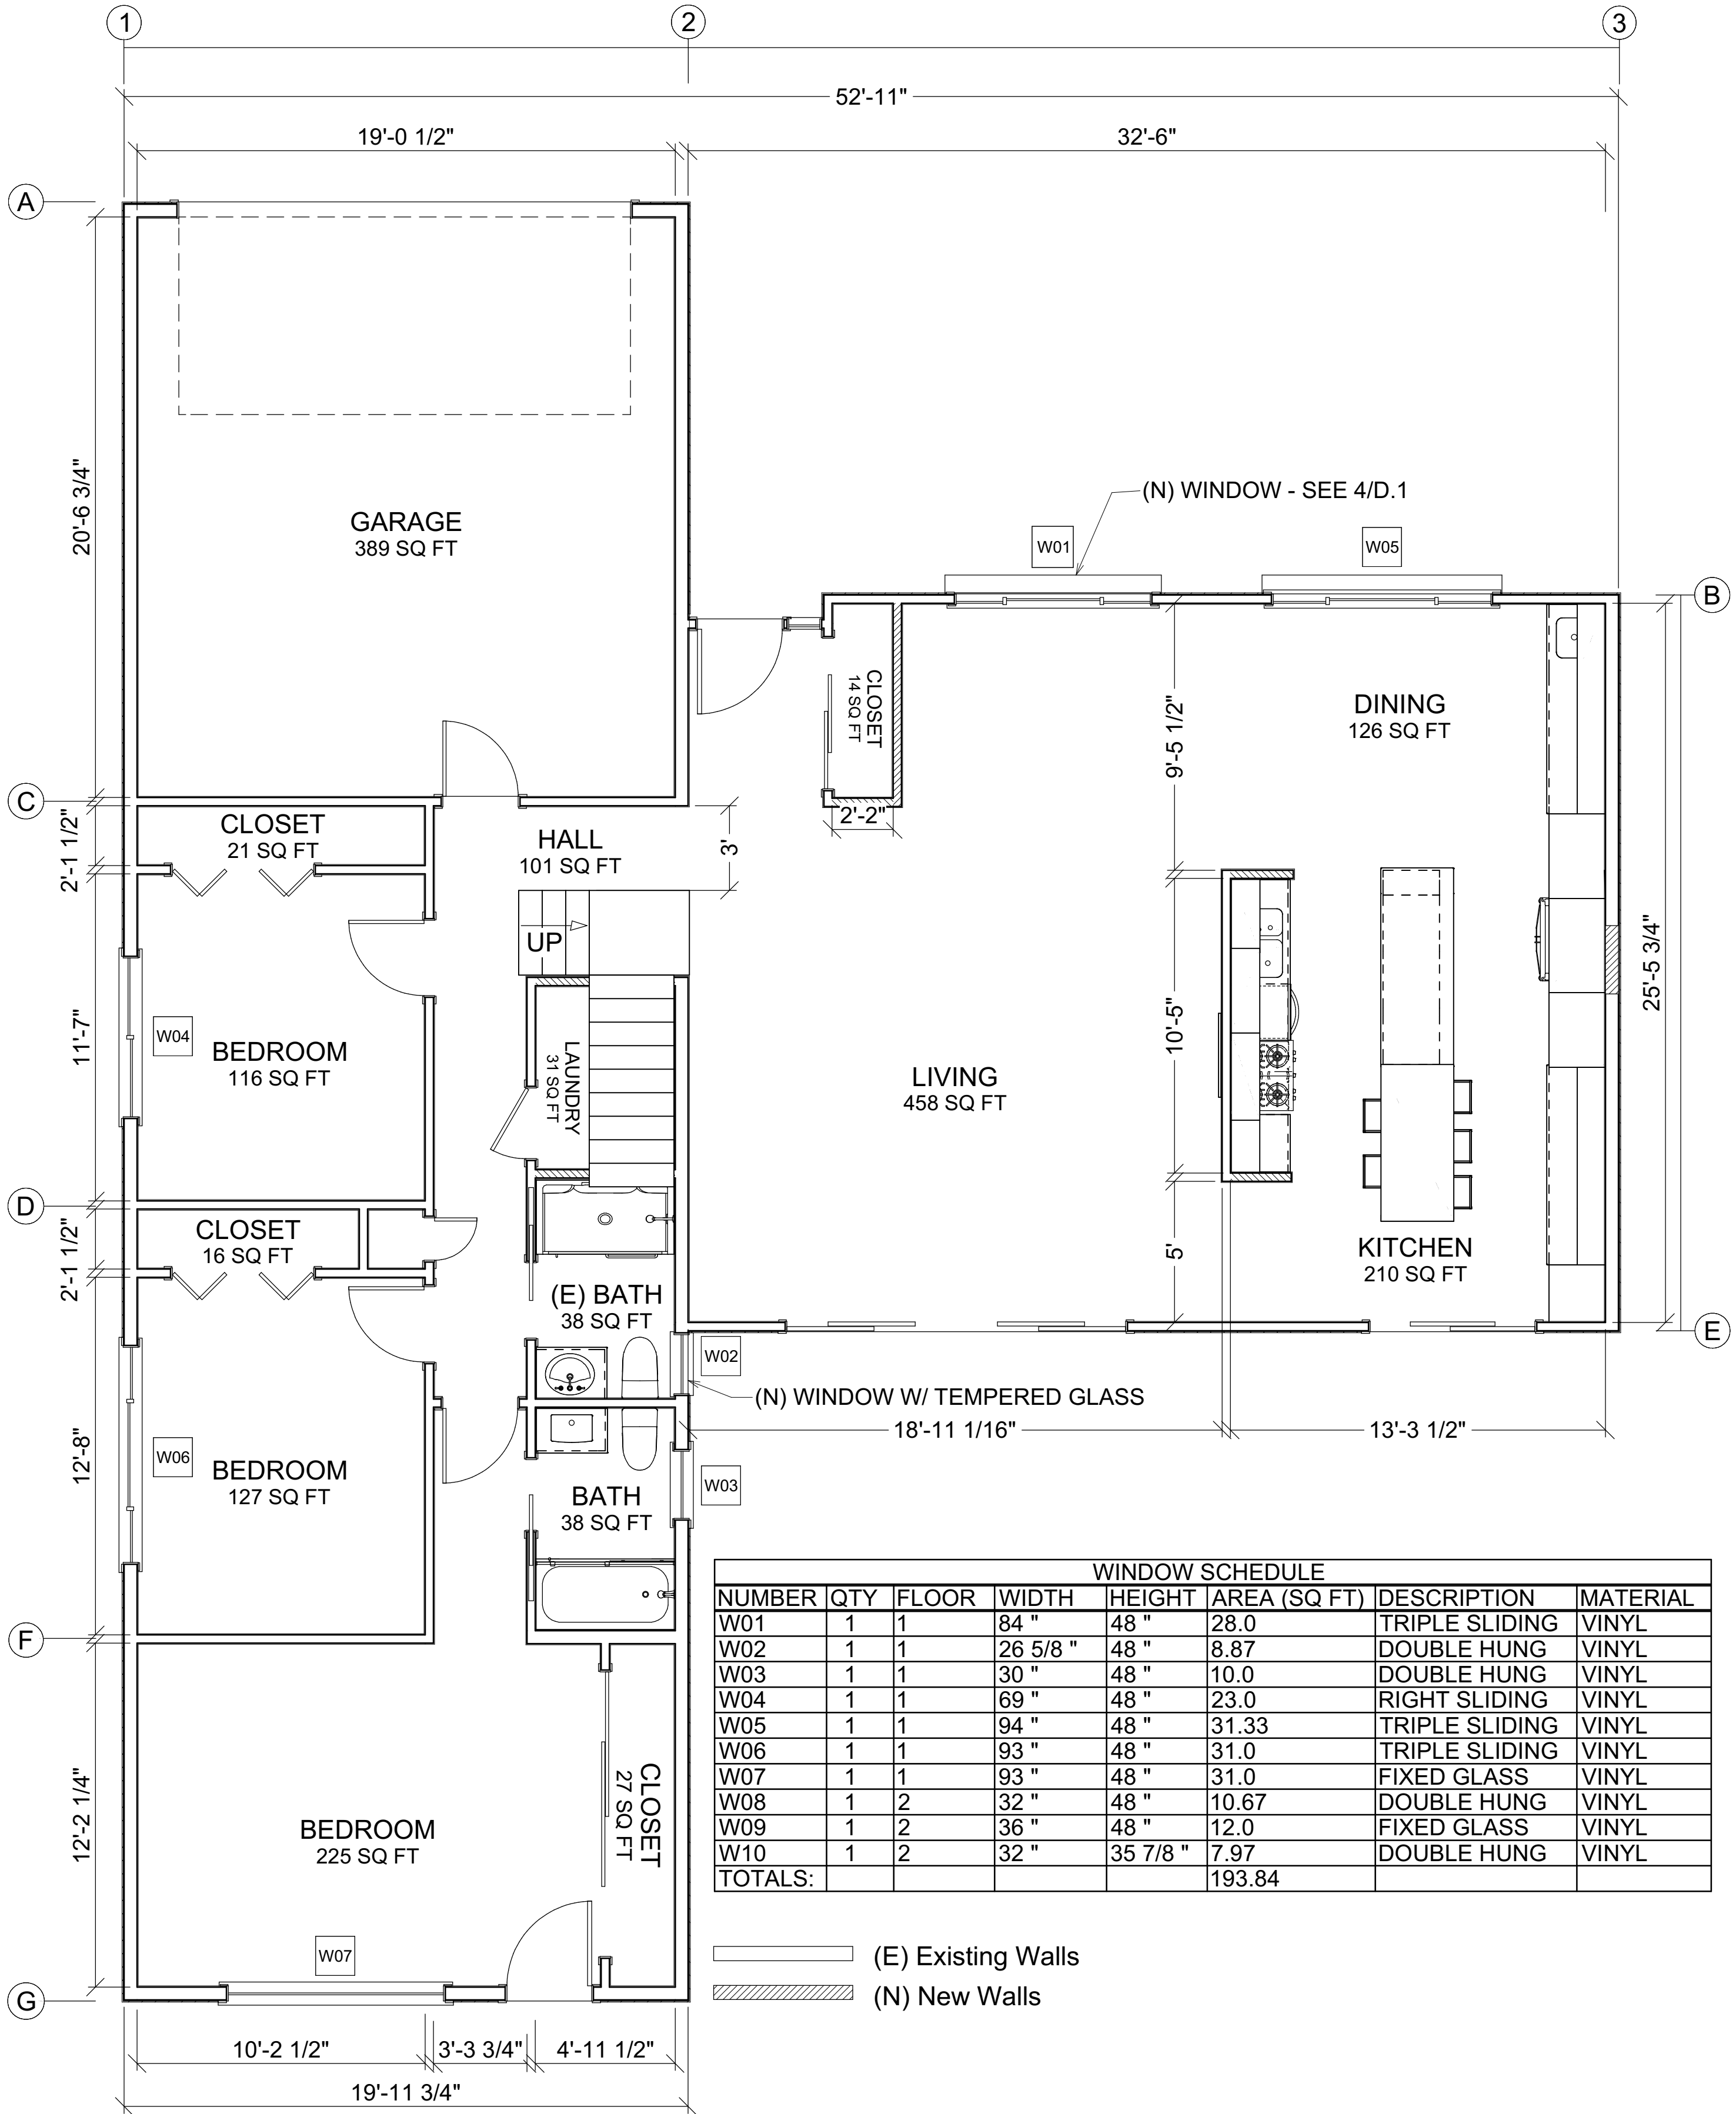 1
2
3
52'-11"
19'-0 1/2"
32'-6"
A
20'-6 3/4"
(N) WINDOW - SEE 4/D.1
GARAGE
389 SQ FT
W01
W05
B
CLOSET
14 SQ FT
9'-5 1/2"
DINING
126 SQ FT
C
2'-1 1/2"
CLOSET
21 SQ FT
HALL
101 SQ FT
3'
2'-2"
UP
11'-7"
W04
BEDROOM
116 SQ FT
LAUNDRY
31 SQ FT
LIVING
458 SQ FT
10'-5"
25'-5 3/4"
D
2'-1 1/2"
CLOSET
16 SQ FT
(E) BATH
38 SQ FT
5'
KITCHEN
210 SQ FT
E
W02
(N) WINDOW W/ TEMPERED GLASS
18'-11 1/16"
13'-3 1/2"
12'-8"
W06
BEDROOM
127 SQ FT
BATH
38 SQ FT
W03
F
WINDOW SCHEDULE
NUMBER QTY FLOOR WIDTH HEIGHT AREA (SQ FT) DESCRIPTION MATERIAL
W01 1 1 84 " 48 " 28.0 TRIPLE SLIDING VINYL
W02 1 1 26 5/8 " 48 " 8.87 DOUBLE HUNG VINYL
W03 1 1 30 " 48 " 10.0 DOUBLE HUNG VINYL
W04 1 1 69 " 48 " 23.0 RIGHT SLIDING VINYL
W05 1 1 94 " 48 " 31.33 TRIPLE SLIDING VINYL
W06 1 1 93 " 48 " 31.0 TRIPLE SLIDING VINYL
W07 1 1 93 " 48 " 31.0 FIXED GLASS VINYL
W08 1 2 32 " 48 " 10.67 DOUBLE HUNG VINYL
W09 1 2 36 " 48 " 12.0 FIXED GLASS VINYL
W10 1 2 32 " 35 7/8 " 7.97 DOUBLE HUNG VINYL
TOTALS: 193.84
12'-2 1/4"
BEDROOM
225 SQ FT
CLOSET
27 SQ FT
W07
(E) Existing Walls
(N) New Walls
G
10'-2 1/2"
3'-3 3/4"
4'-11 1/2"
19'-11 3/4"